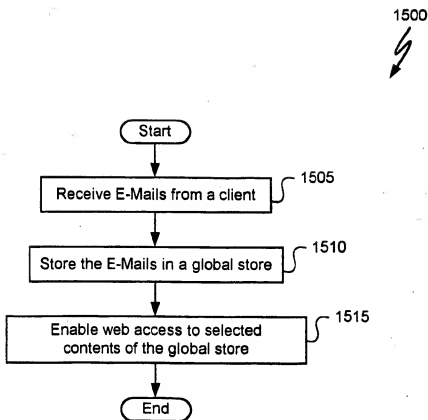 1500
Start
Receive E-Mails from a client
1505
Store the E-Mails in a global store
1510
Enable web access to selected
contents of the global store
1515
End